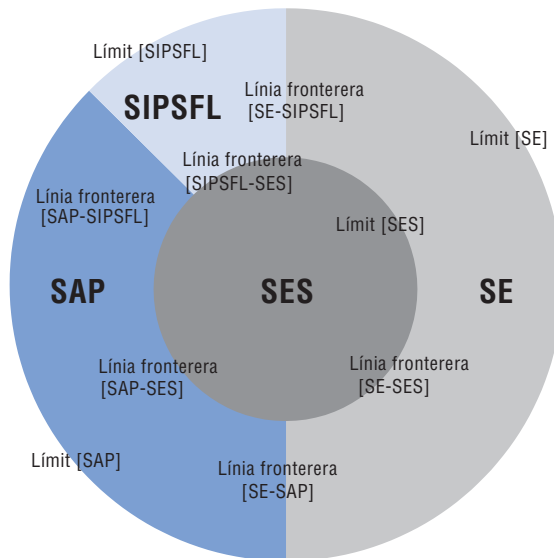 Límit [SIPSFL]
SIPSFL
Línia fronterera
[SE-SIPSFL]
Límit [SE]
Línia fronterera
[SIPSFL-SES]
Línia fronterera
[SAP-SIPSFL]
Límit [SES]
SAP
SES
SE
Línia fronterera
[SAP-SES]
Línia fronterera
[SE-SES]
Límit [SAP]
Línia fronterera
[SE-SAP]